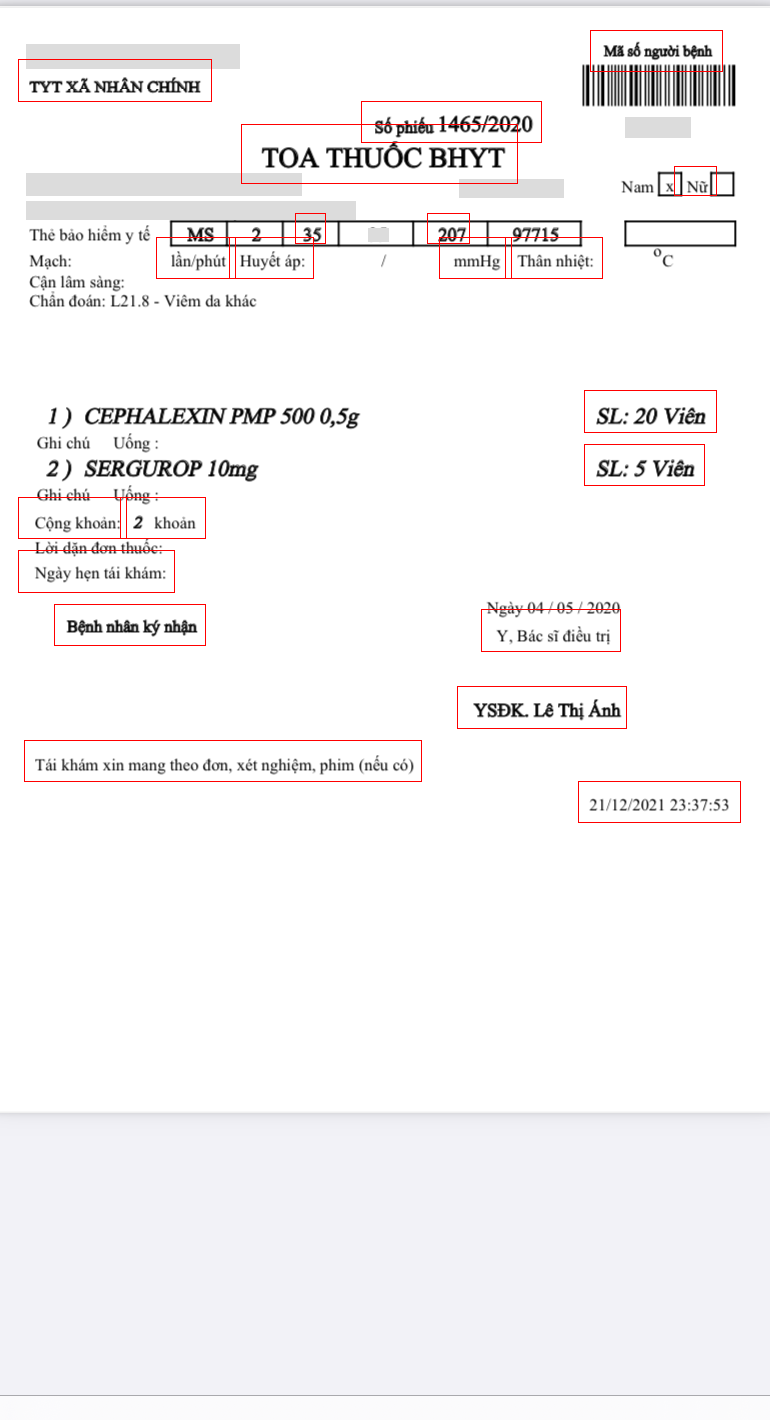 Mã số người bệnh
TYT XÃ NHÂN CHÍNH
Số phiếu 1465/2020
TOA THUỐC BHYT
Nam x Nữ
Thẻ bảo hiểm y tế MS 2 35 207 97715
Mạch: lần/phút Huyết áp: / mmHg Thân nhiệt: °C
Cận lâm sàng:
Chẩn đoán: L21.8 - Viêm da khác
1 ) CEPHALEXIN PMP 500 0,5g SL: 20 Viên
Ghi chú Uống :
2 ) SERGUROP 10mg SL: 5 Viên
Ghi chú Uống :
Cộng khoản: 2 khoản
Lời dặn đơn thuốc:
Ngày hẹn tái khám:
Ngày 04 / 05 / 2020
Bệnh nhân ký nhận Y, Bác sĩ điều trị
YSĐK. Lê Thị Ánh
Tái khám xin mang theo đơn, xét nghiệm, phim (nếu có)
21/12/2021 23:37:53